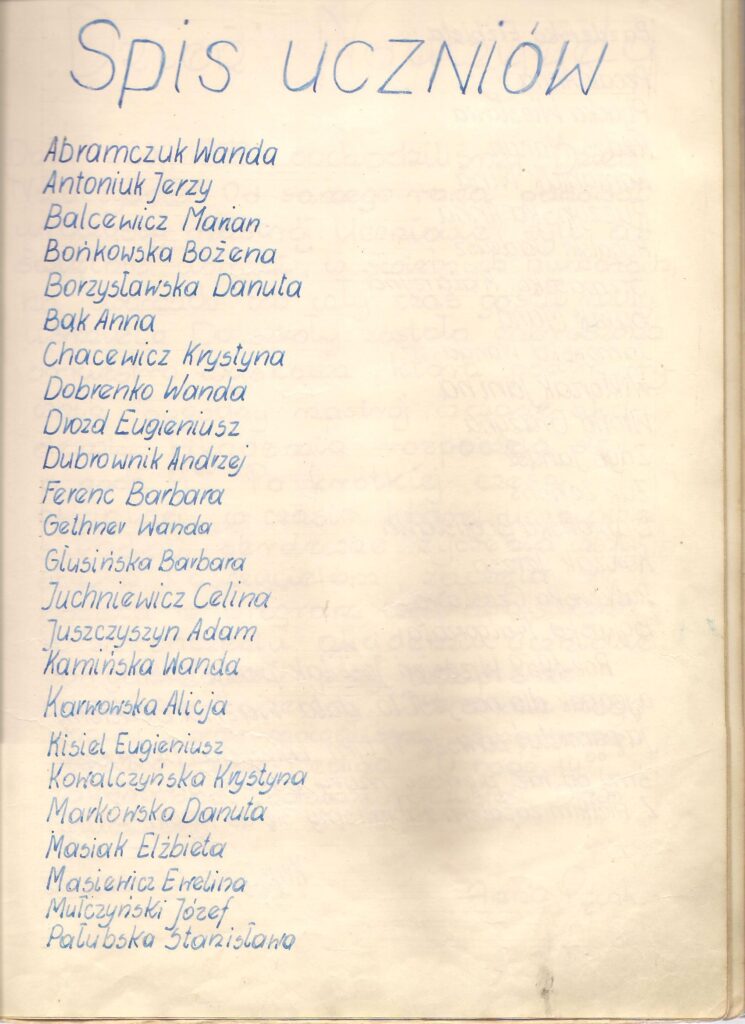 Spis uczniów
Abramczuk Wanda
Antoniuk Jerzy
Balcewicz Marian
Bońkowska Bożena
Borzysławska Danuta
Bąk Anna
Chacewicz Krystyna
Dobrenko Wanda
Drozd Eugieniusz
Dubrownik Andrzej
Ferenc Barbara
Gethner Wanda
Głusińska Barbara
Juchniewicz Celina
Juszczyszyn Adam
Kamińska Wanda
Karwowska Alicja
Kisiel Eugieniusz
Kowalczyńska Krystyna
Markowska Danuta
Masiak Elżbieta
Masiewicz Ewelina
Mułczyński Józef
Pałubska Stanisława